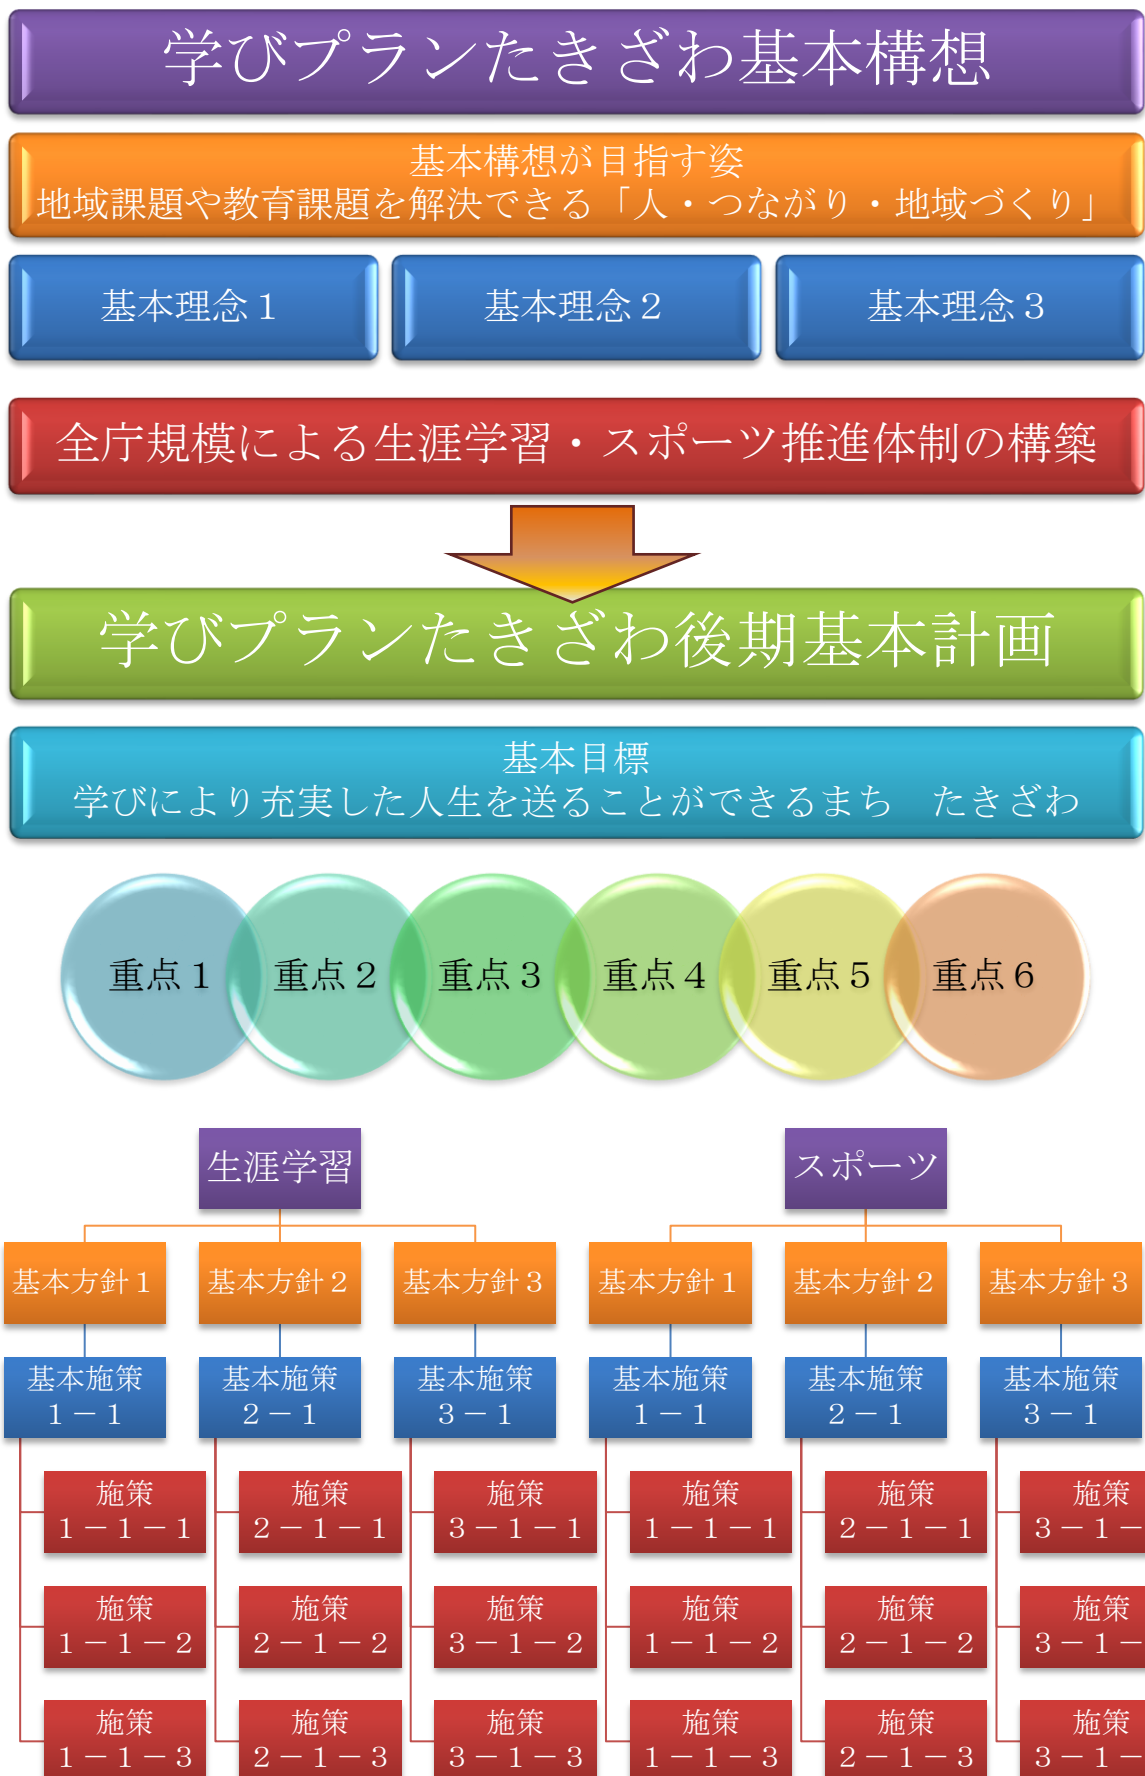 学びプランたきざわ基本構想
基本構想が目指す姿
地域課題や教育課題を解決できる「人・つながり・地域づくり」
基本理念１
基本理念２
基本理念３
全庁規模による生涯学習・スポーツ推進体制の構築
学びプランたきざわ後期基本計画
基本目標
学びにより充実した人生を送ることができるまち　たきざわ
重点１
重点２
重点３
重点４
重点５
重点６
生涯学習
スポーツ
基本方針１
基本方針２
基本方針３
基本方針１
基本方針２
基本方針３
基本施策
１－１
基本施策
２－１
基本施策
３－１
基本施策
１－１
基本施策
２－１
基本施策
３－１
施策
１－１－１
施策
２－１－１
施策
３－１－１
施策
１－１－１
施策
２－１－１
施策
３－１－
施策
１－１－２
施策
２－１－２
施策
３－１－２
施策
１－１－２
施策
２－１－２
施策
３－１－
施策
１－１－３
施策
２－１－３
施策
３－１－３
施策
１－１－３
施策
２－１－３
施策
３－１－